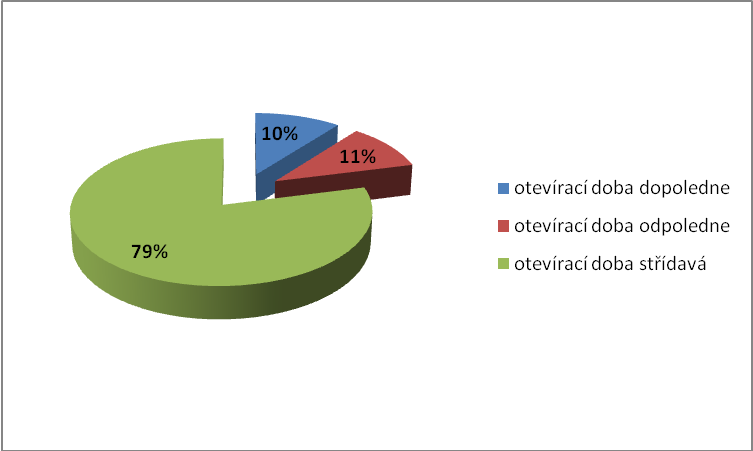 10%
11%
79%
otevírací doba dopoledne
otevírací doba odpoledne
otevírací doba střídavá